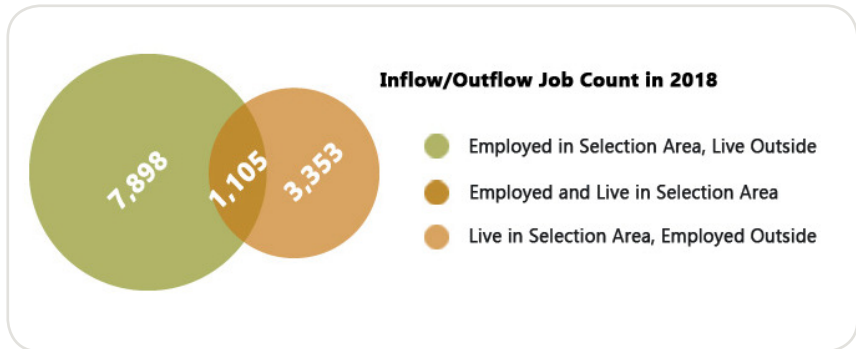 Inflow/Outflow Job Count in 2018
7,898
1,105
3,353
Employed in Selection Area, Live Outside
Employed and Live in Selection Area
Live in Selection Area, Employed Outside